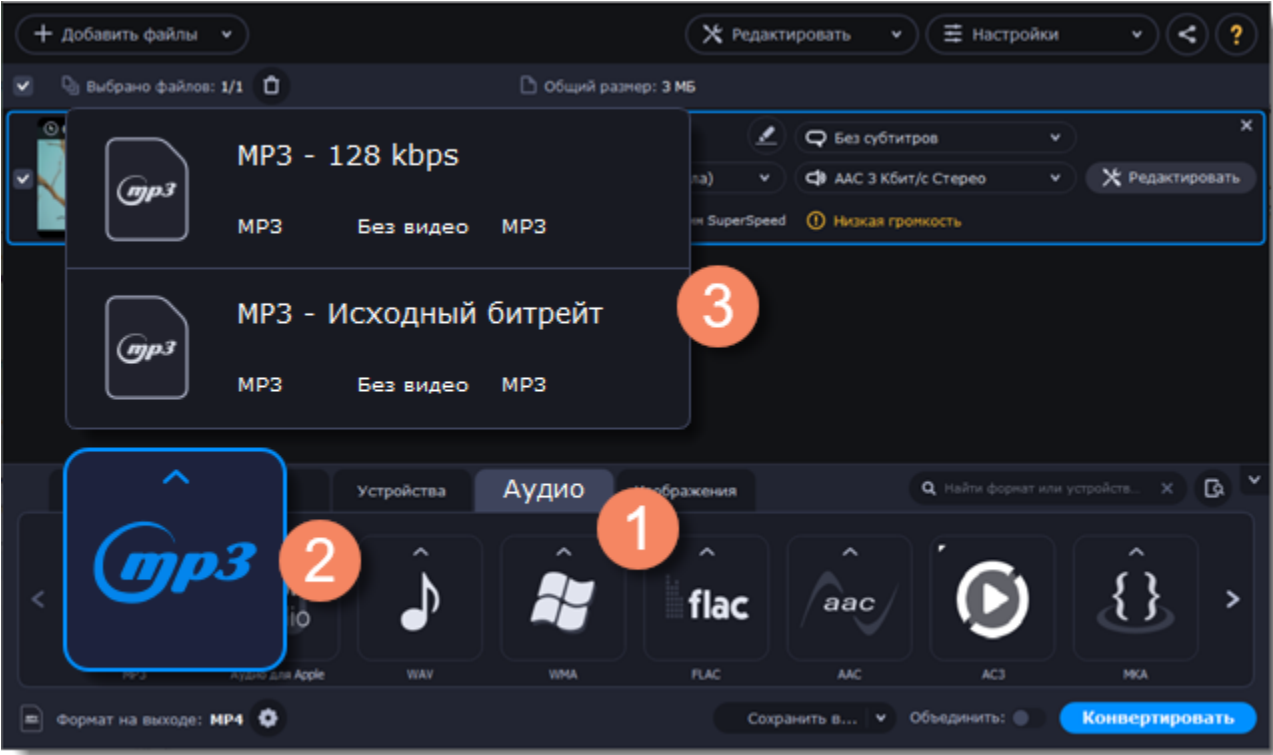 Добавить файлы
Редактировать
Настройки
?
Выбрано файлов: 1/1
Общий размер: 3 МБ
MP3 - 128 kbps
mp3
MP3 Без видео MP3
Без субтитров
AAC 3 Кбит/с Стерео
Редактировать
SuperSpeed
Низкая громкость
MP3 - Исходный битрейт
mp3
MP3 Без видео MP3
3
Устройства
Аудио
Найти формат или устройств...
1
mp3
2
flac
aac
MP3
Аудио для Apple
WAV
WMA
FLAC
AAC
AC3
MKA
Формат на выходе: MP4
Сохранить в...
Объединить:
Конвертировать